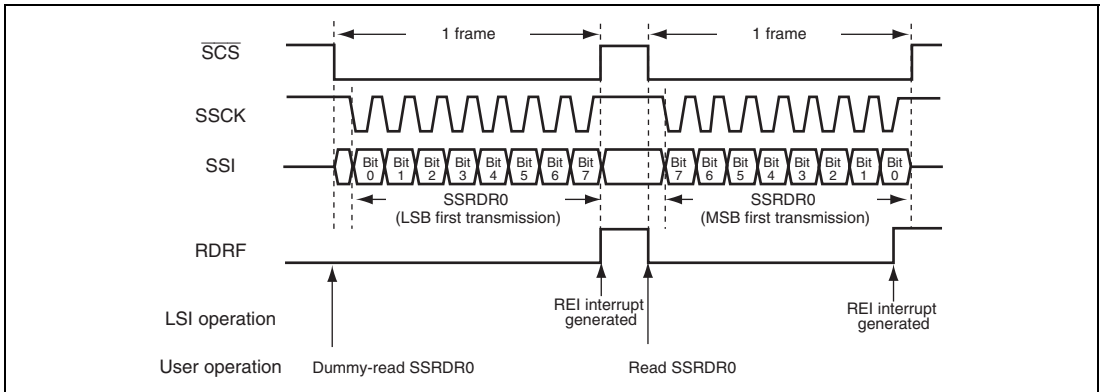 1 frame 1 frame
SCS
SSCK
SSI Bit 0 Bit 1 Bit 2 Bit 3 Bit 4 Bit 5 Bit 6 Bit 7 Bit 7 Bit 6 Bit 5 Bit 4 Bit 3 Bit 2 Bit 1 Bit 0
SSRDR0 SSRDR0
(LSB first transmission) (MSB first transmission)
RDRF
LSI operation
REI interrupt REI interrupt
generated generated
User operation Dummy-read SSRDR0 Read SSRDR0